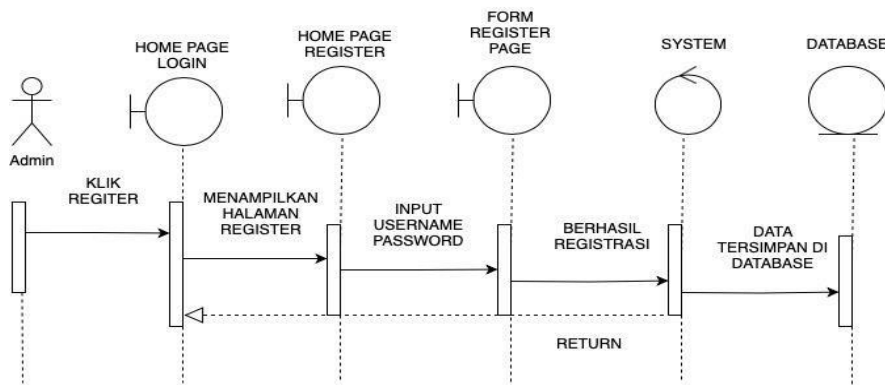 HOME PAGE
LOGIN
HOME PAGE
REGISTER
FORM
REGISTER
PAGE
SYSTEM
DATABASE
Admin
KLIK
REGITER
MENAMPILKAN
HALAMAN
REGISTER
INPUT
USERNAME
PASSWORD
BERHASIL
REGISTRASI
DATA
TERSIMPAN DI
DATABASE
RETURN